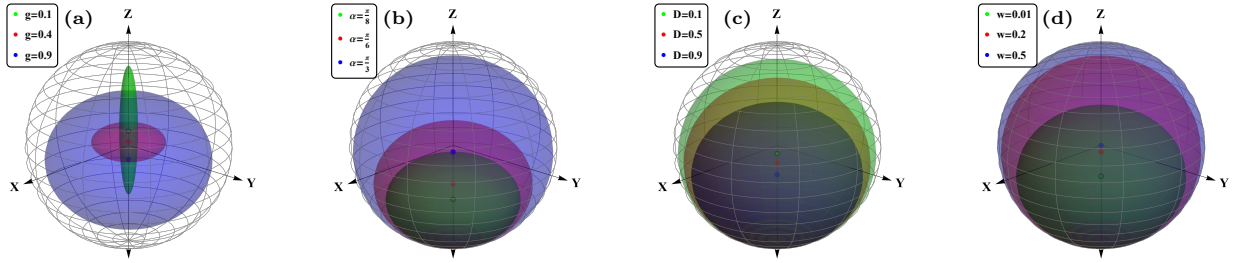 (a)
g=0.1
g=0.4
g=0.9
Z
X
Y
(b)
α=π/8
α=π/6
α=π/3
Z
X
Y
(c)
D=0.1
D=0.5
D=0.9
Z
X
Y
(d)
w=0.01
w=0.2
w=0.5
Z
X
Y